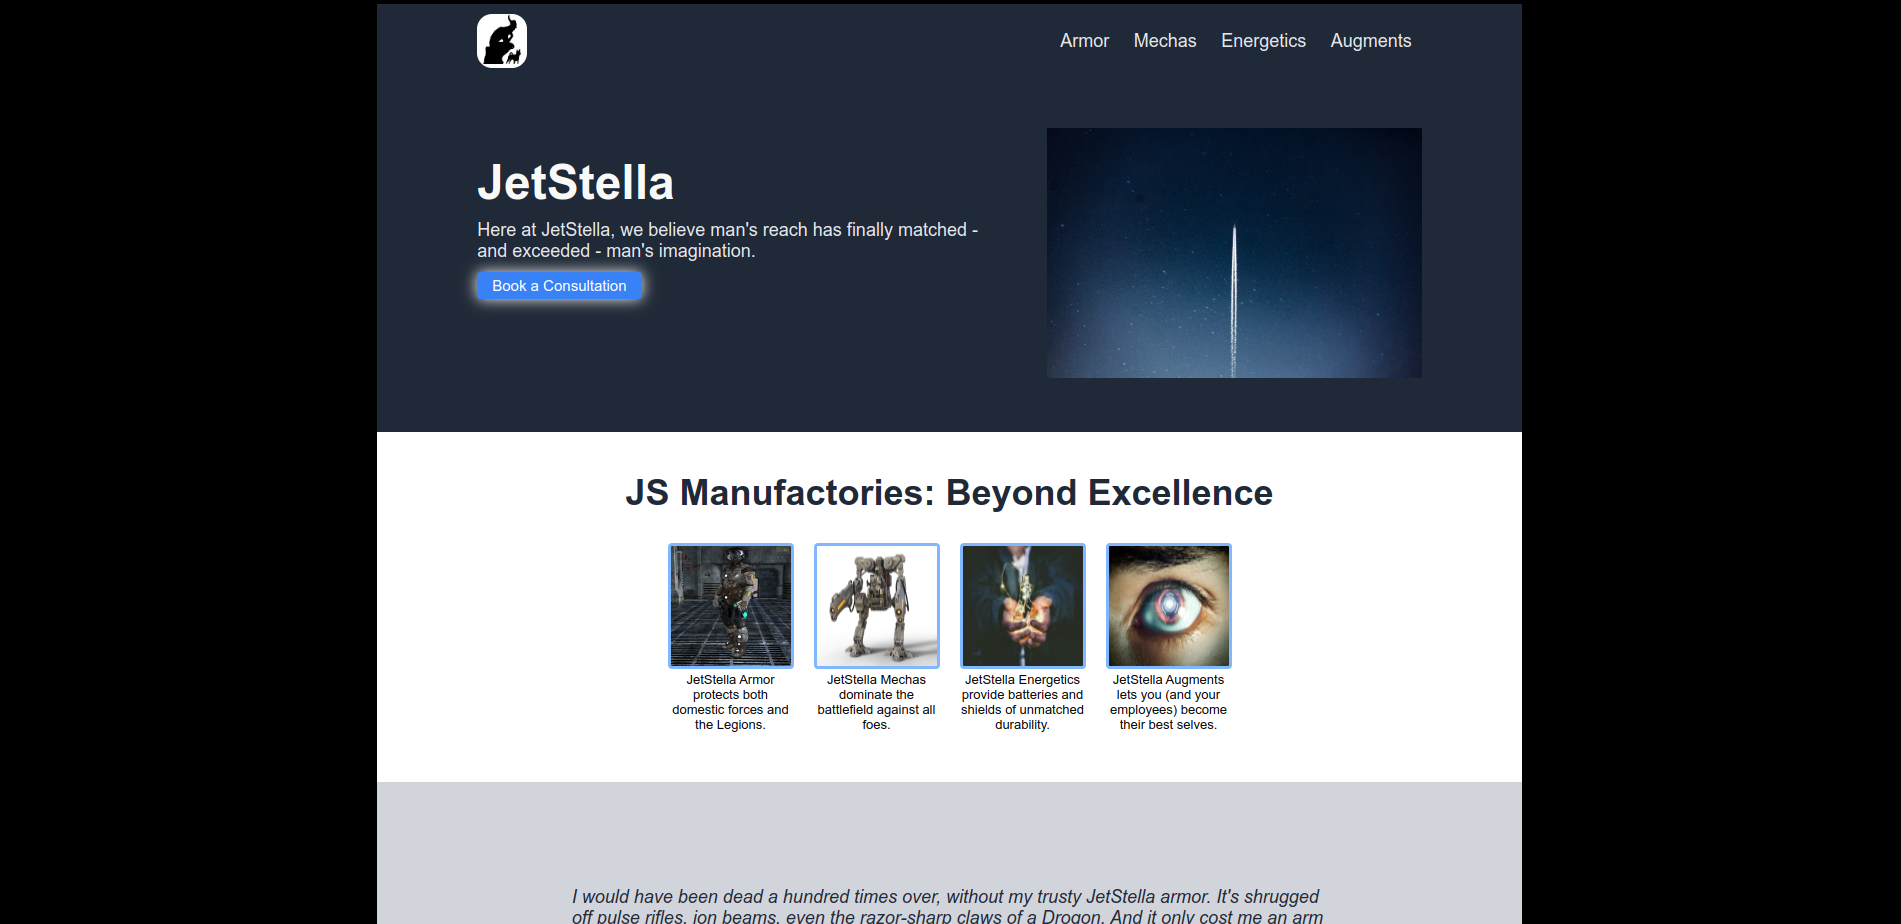 Armor Mechas Energetics Augments
JetStella
Here at JetStella, we believe man's reach has finally matched -
and exceeded - man's imagination.
Book a Consultation
JS Manufactories: Beyond Excellence
JetStella Armor
protects both
domestic forces and
the Legions.
JetStella Mechas
dominate the
battlefield against all
foes.
JetStella Energetics
provide batteries and
shields of unmatched
durability.
JetStella Augments
lets you (and your
employees) become
their best selves.
I would have been dead a hundred times over, without my trusty JetStella armor. It's shrugged
off pulse rifles, ion beams, even the razor-sharp claws of a Drogon. And it only cost me an arm